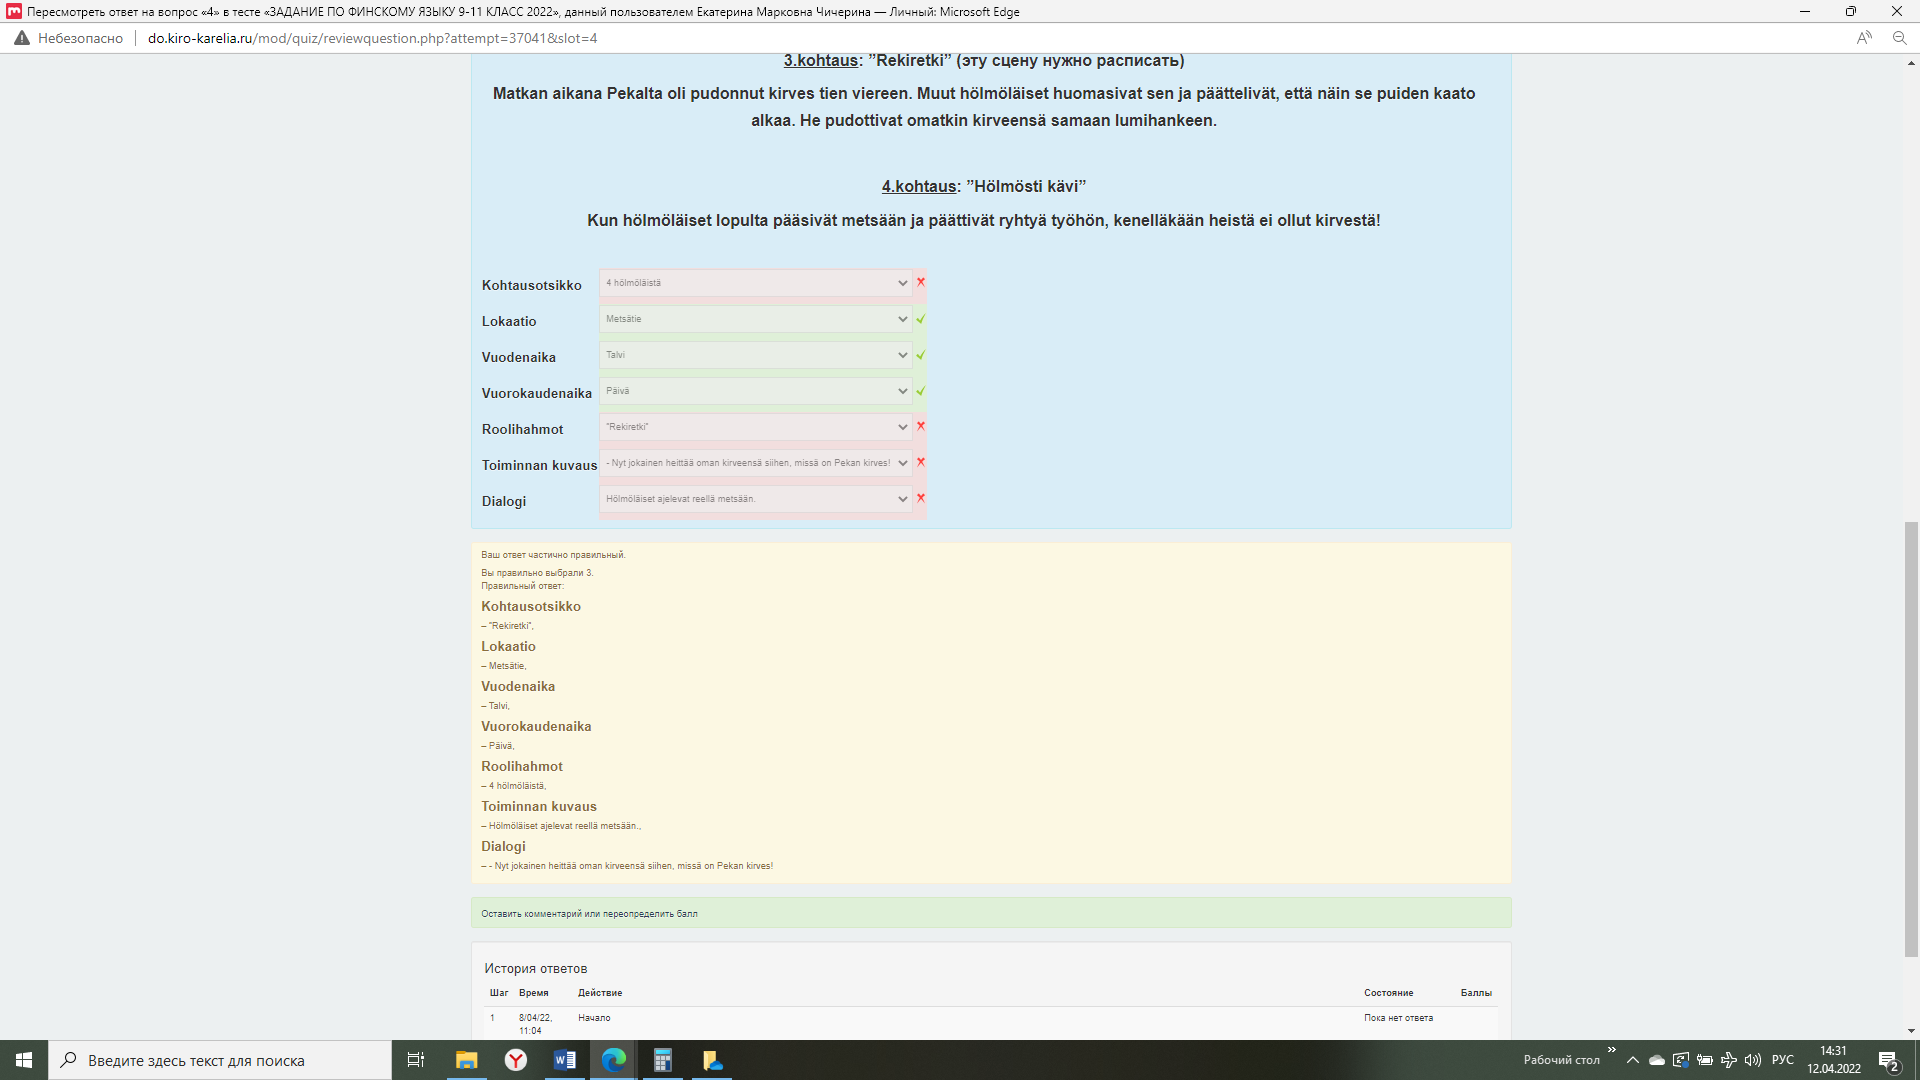 Пересмотреть ответ на вопрос «4» в тесте «ЗАДАНИЕ ПО ФИНСКОМУ ЯЗЫКУ 9-11 КЛАСС 2022», данный пользователем Екатерина Марковна Чичерина — Личный: Microsoft Edge
Небезопасно do.kiro-karelia.ru/mod/quiz/reviewquestion.php?attempt=37041&slot=4
3.kohtaus: ”Rekiretki” (эту сцену нужно расписать)
Matkan aikana Pekalta oli pudonnut kirves tien viereen. Muut hölmöläiset huomasivat sen ja päättelivät, että näin se puiden kaato
alkaa. He pudottivat omatkin kirveensä samaan lumihankeen.
4.kohtaus: ”Hölmösti kävi”
Kun hölmöläiset lopulta pääsivät metsään ja päättivät ryhtyä työhön, kenelläkään heistä ei ollut kirvestä!
Kohtausotsikko 4 hölmöläistä
Lokaatio Metsätie
Vuodenaika Talvi
Vuorokaudenaika Päivä
Roolihahmot "Rekiretki"
Toiminnan kuvaus - Nyt jokainen heittää oman kirveensä siihen, missä on Pekan kirves!
Dialogi Hölmöläiset ajelevat reellä metsään.
Ваш ответ частично правильный.
Вы правильно выбрали 3.
Правильный ответ:
Kohtausotsikko
– "Rekiretki",
Lokaatio
– Metsätie,
Vuodenaika
– Talvi,
Vuorokaudenaika
– Päivä,
Roolihahmot
– 4 hölmöläistä,
Toiminnan kuvaus
– Hölmöläiset ajelevat reellä metsään.,
Dialogi
– - Nyt jokainen heittää oman kirveensä siihen, missä on Pekan kirves!
Оставить комментарий или переопределить балл
История ответов
Шаг Время Действие Состояние Баллы
1 8/04/22, 11:04 Начало Пока нет ответа
Введите здесь текст для поиска
Рабочий стол
РУС
14:31
12.04.2022
2